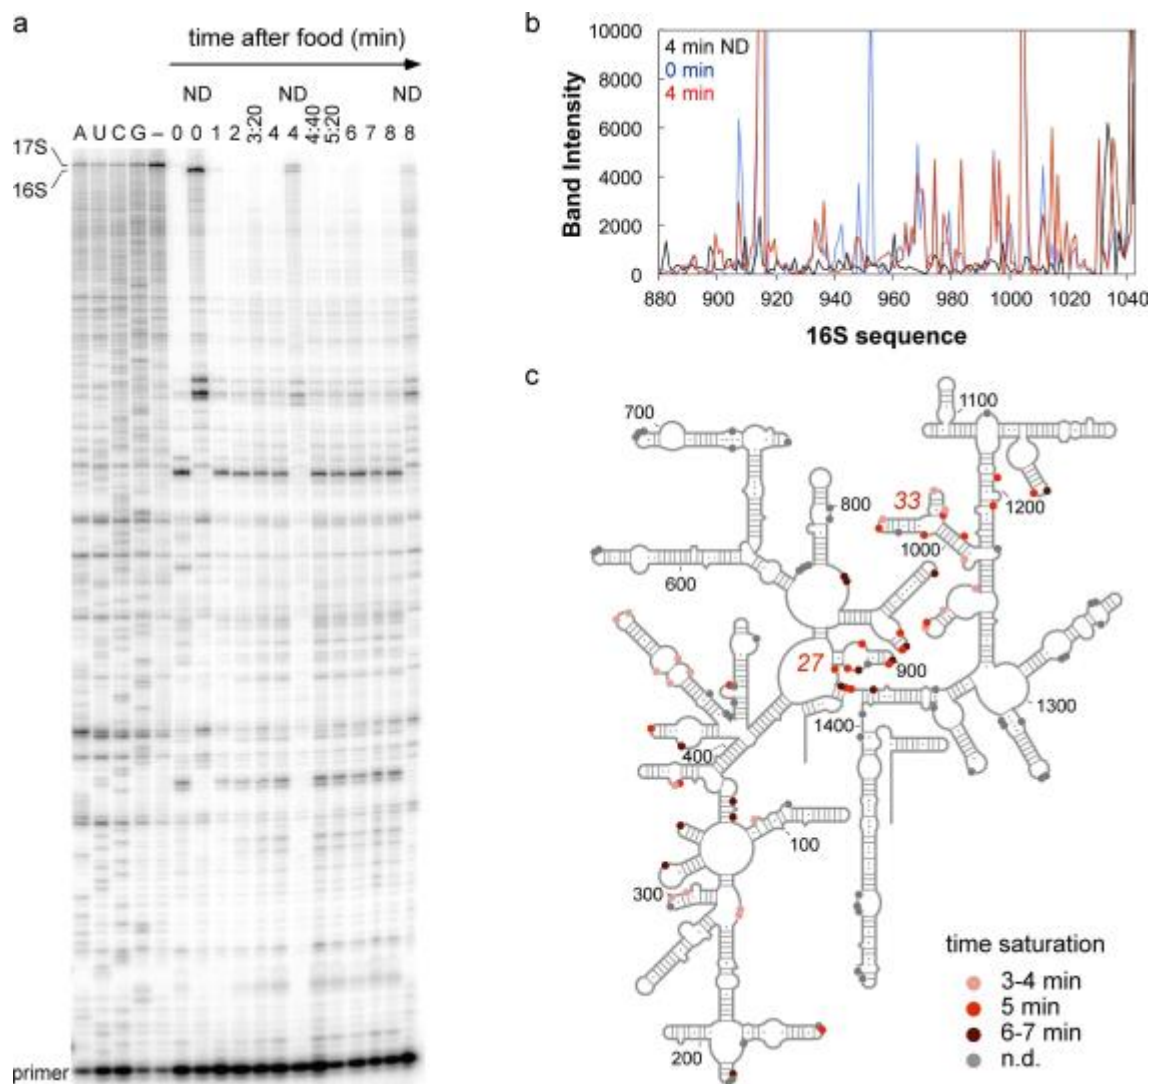 a
time after food (min)
ND ND ND
A U C G – 0 0 1 2 3:20 4 4 4:40 5:20 6 7 8 8
17S
16S
primer
b
10000
8000
6000
4000
2000
0
Band Intensity
4 min ND
0 min
4 min
880 900 920 940 960 980 1000 1020 1040
16S sequence
c
700
1100
33
800
1200
1000
600
27
900
1300
1400
400
100
300
200
time saturation
3-4 min
5 min
6-7 min
n.d.